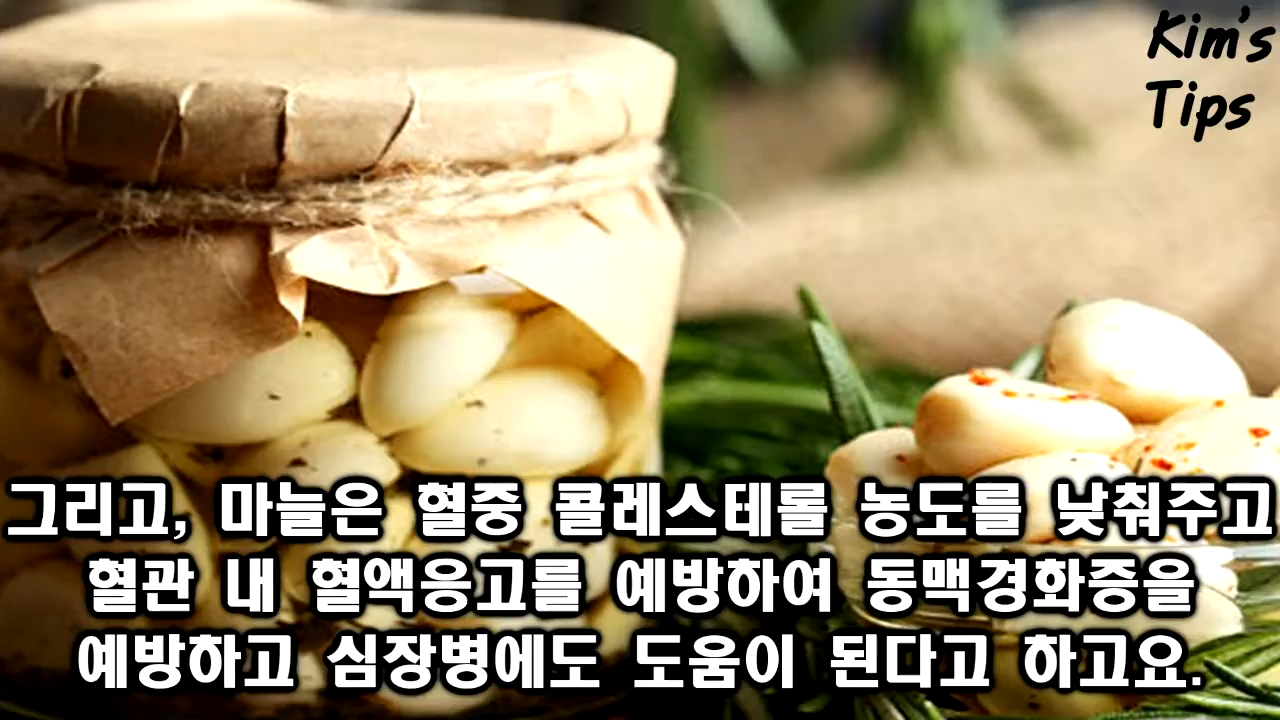 Kim's
Tips
그리고, 마늘은 혈중 콜레스테롤 농도를 낮춰주고
혈관 내 혈액응고를 예방하여 동맥경화증을
예방하고 심장병에도 도움이 된다고 하고요.